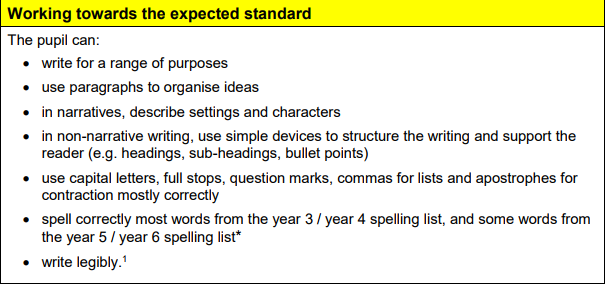 Working towards the expected standard
The pupil can:
• write for a range of purposes
• use paragraphs to organise ideas
• in narratives, describe settings and characters
• in non-narrative writing, use simple devices to structure the writing and support the
reader (e.g. headings, sub-headings, bullet points)
• use capital letters, full stops, question marks, commas for lists and apostrophes for
contraction mostly correctly
• spell correctly most words from the year 3 / year 4 spelling list, and some words from
the year 5 / year 6 spelling list*
• write legibly.¹